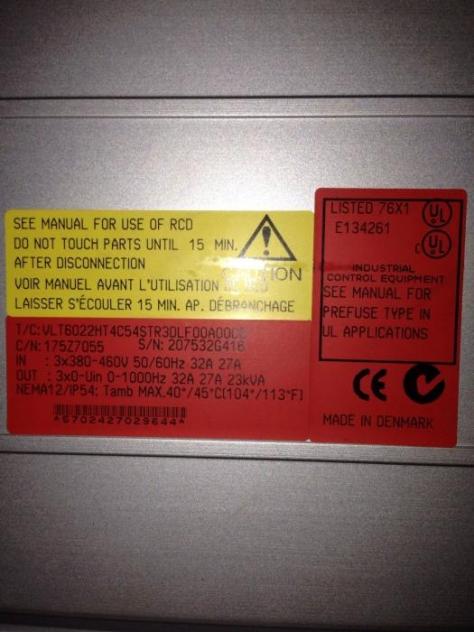 SEE MANUAL FOR USE OF RCD
DO NOT TOUCH PARTS UNTIL 15 MIN.
AFTER DISCONNECTION
VOIR MANUEL AVANT L'UTILISATION
LAISSER S'ÉCOULER 15 MIN. AP. DÉBRANCHAGE
T/C: VLT6022HT4C54STR3DLF00A00C0
C/N: 175Z7055 S/N: 207532G416
IN : 3x380-460V 50/60Hz 32A 27A
OUT : 3x0-Uin 0-1000Hz 32A 27A 23kVA
NEMA12/IP54: Tamb MAX.40°/45°C(104°/113°F)
*5702427029644*
LISTED 76X1 UL
E134261
C UL
INDUSTRIAL
CONTROL EQUIPMENT
SEE MANUAL FOR
PREFUSE TYPE IN
UL APPLICATIONS
CE
MADE IN DENMARK